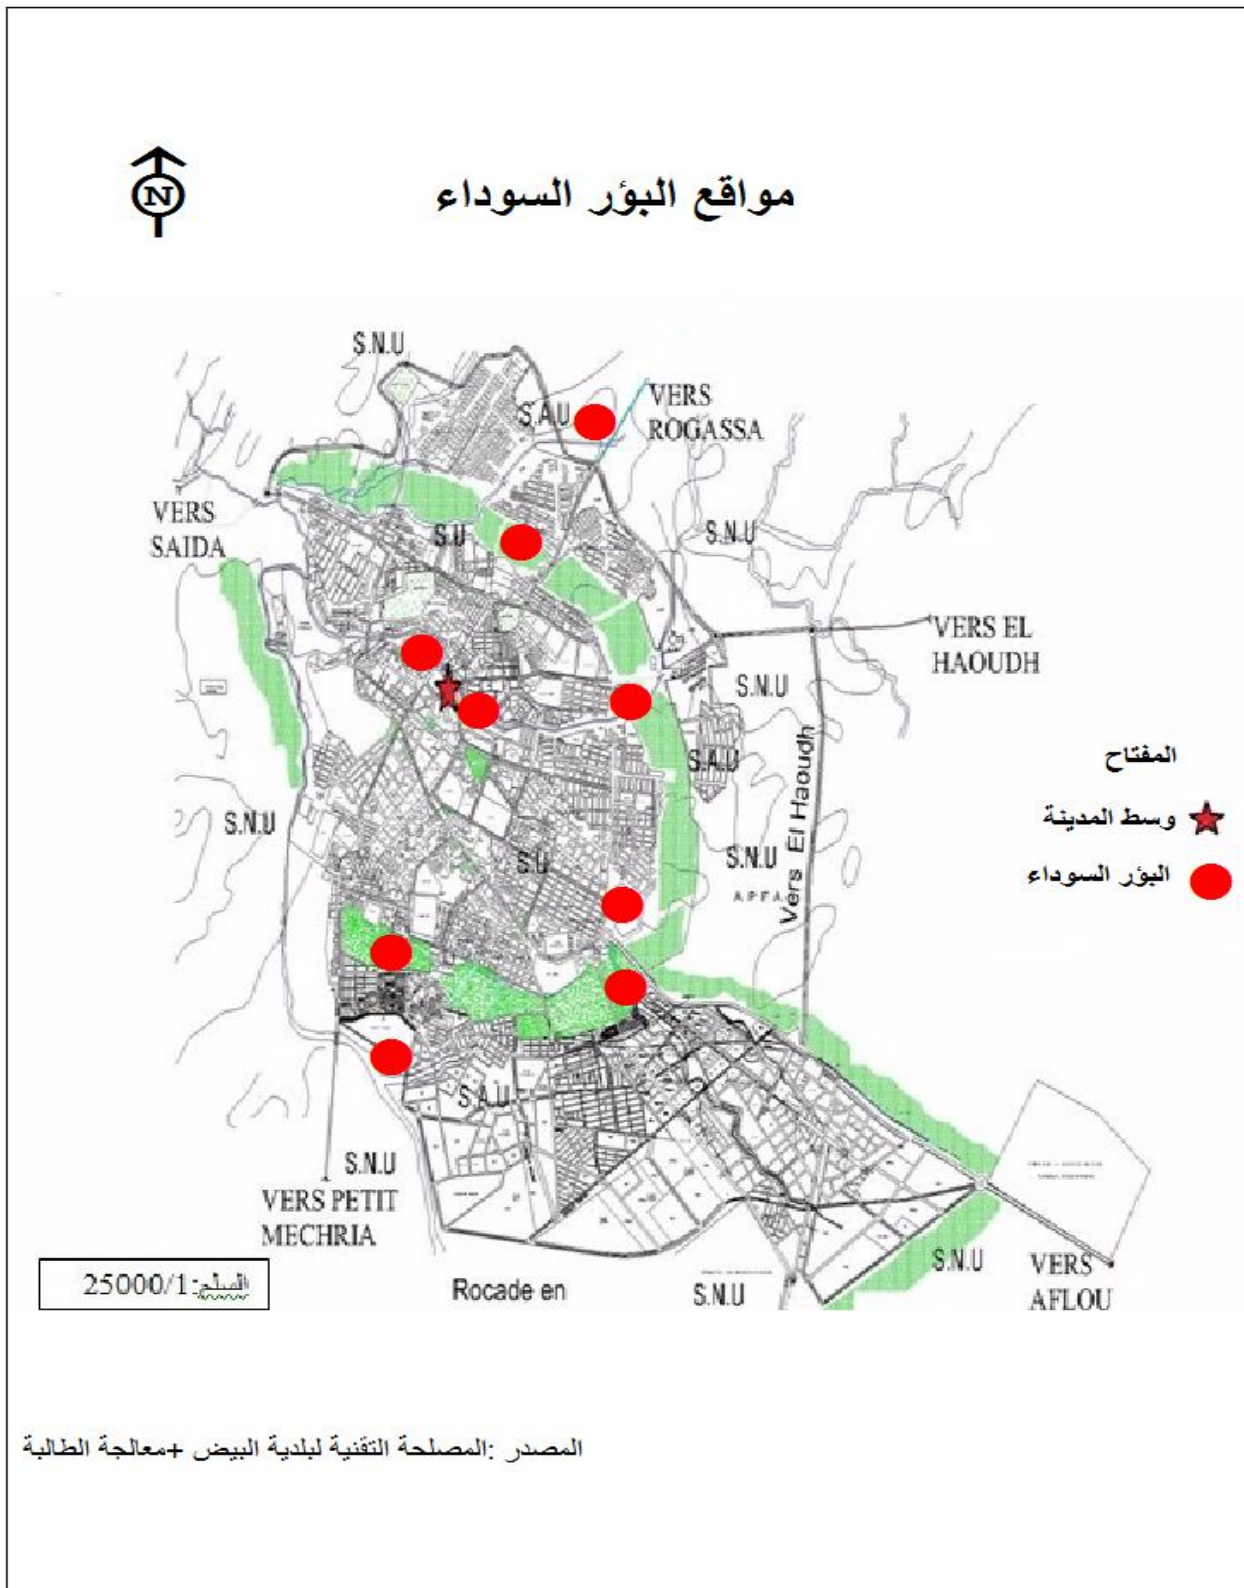 N
مواقع البؤر السوداء
S.N.U
S.A.U
VERS
ROGASSA
VERS
SAIDA
S.U
S.N.U
VERS EL
HAOUDH
S.N.U
S.A.U
Vers El Haoudh
S.N.U
S.U
S.N.U
A P F A
المفتاح
وسط المدينة
البؤر السوداء
S.A.U
S.N.U
VERS PETIT
MECHRIA
S.N.U
VERS
AFLOU
السلم:25000/1
Rocade en
S.N.U
المصدر :المصلحة التقنية لبلدية البيض +معالجة الطالبة